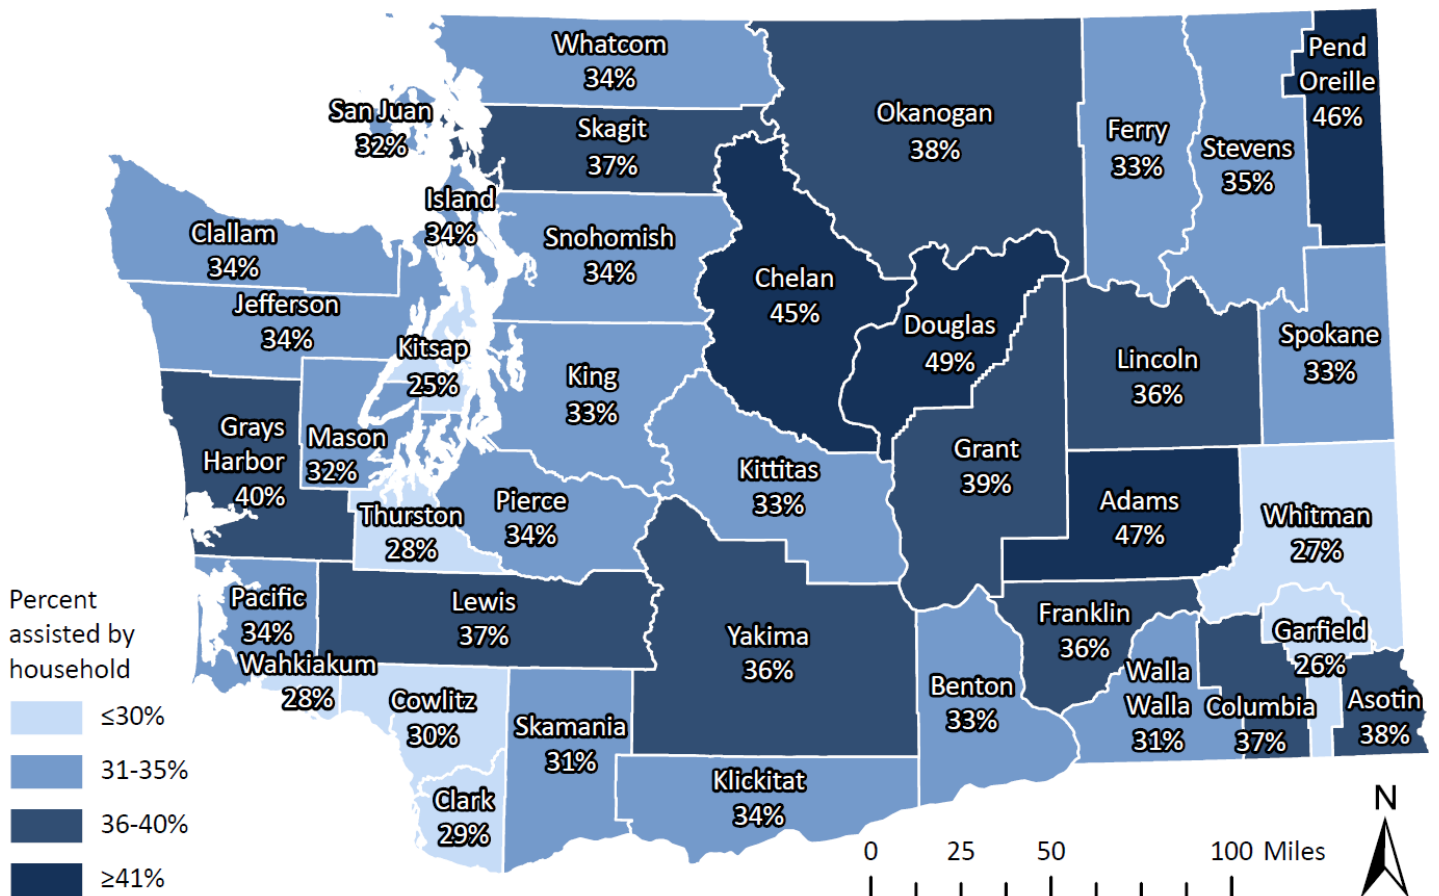 Whatcom
34%
San Juan
32%
Skagit
37%
Okanogan
38%
Ferry
33%
Stevens
35%
Pend
Oreille
46%
Island
34%
Clallam
34%
Snohomish
34%
Chelan
45%
Jefferson
34%
Douglas
49%
Kitsap
25%
King
33%
Lincoln
36%
Spokane
33%
Grays
Harbor
40%
Mason
32%
Kittitas
33%
Grant
39%
Thurston
28%
Pierce
34%
Adams
47%
Whitman
27%
Pacific
34%
Lewis
37%
Yakima
36%
Franklin
36%
Garfield
26%
Wahkiakum
28%
Cowlitz
30%
Skamania
31%
Benton
33%
Walla
Walla
31%
Columbia
37%
Asotin
38%
Clark
29%
Klickitat
34%
Percent
assisted by
household
≤30%
31-35%
36-40%
≥41%
0 25 50 100 Miles
N